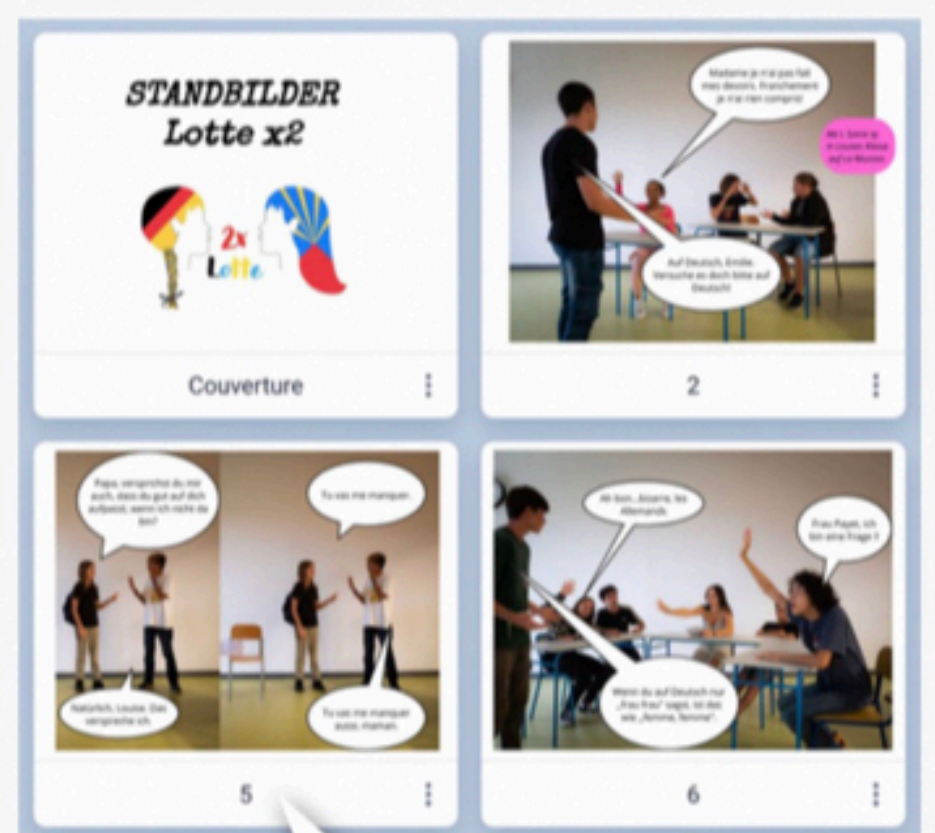 STANDBILDER
Lotte x2
2x
Lotte
Couverture
Madame je n'ai pas fait
mes devoirs. Franchement
je n'ai rien compris!
Auf Deutsch, Emilie.
Versuche es doch bitte auf
Deutsch!
2
Papa, versprichst du mir
auch, dass du gut auf dich
aufpasst, wenn ich nicht da
bin?
Natürlich, Louise. Das
verspreche ich.
Tu vas me manquer.
Tu vas me manquer
aussi, maman.
5
Ah bon...bizarre, les
Allemands
Frau Payet, ich
bin eine Frage !!
Wenn du auf Deutsch nur
„frau frau" sagst, ist das
wie „femme, femme".
6